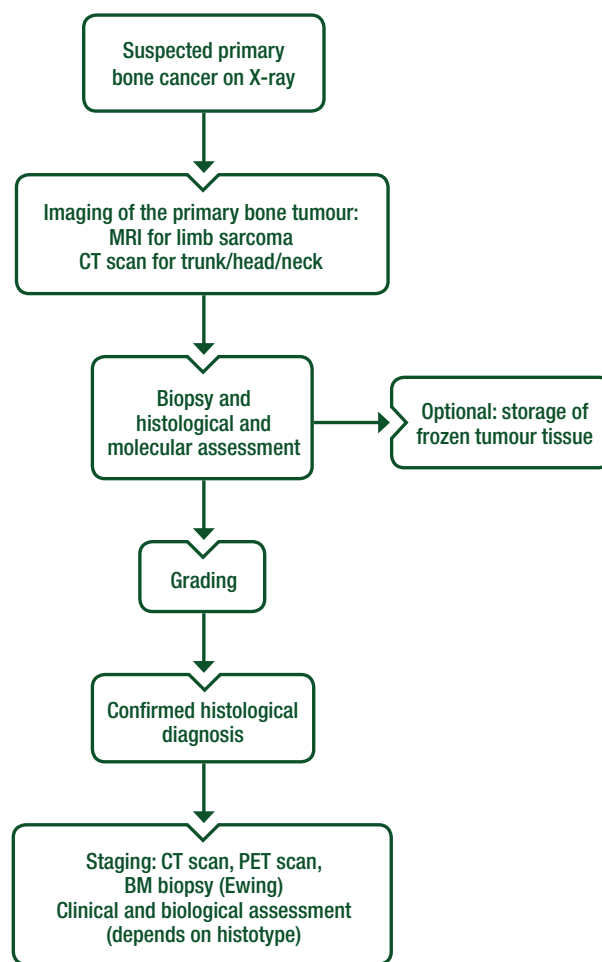 Suspected primary
bone cancer on X-ray
Imaging of the primary bone tumour:
MRI for limb sarcoma
CT scan for trunk/head/neck
Biopsy and
histological and
molecular assessment
Optional: storage of
frozen tumour tissue
Grading
Confirmed histological
diagnosis
Staging: CT scan, PET scan,
BM biopsy (Ewing)
Clinical and biological assessment
(depends on histotype)